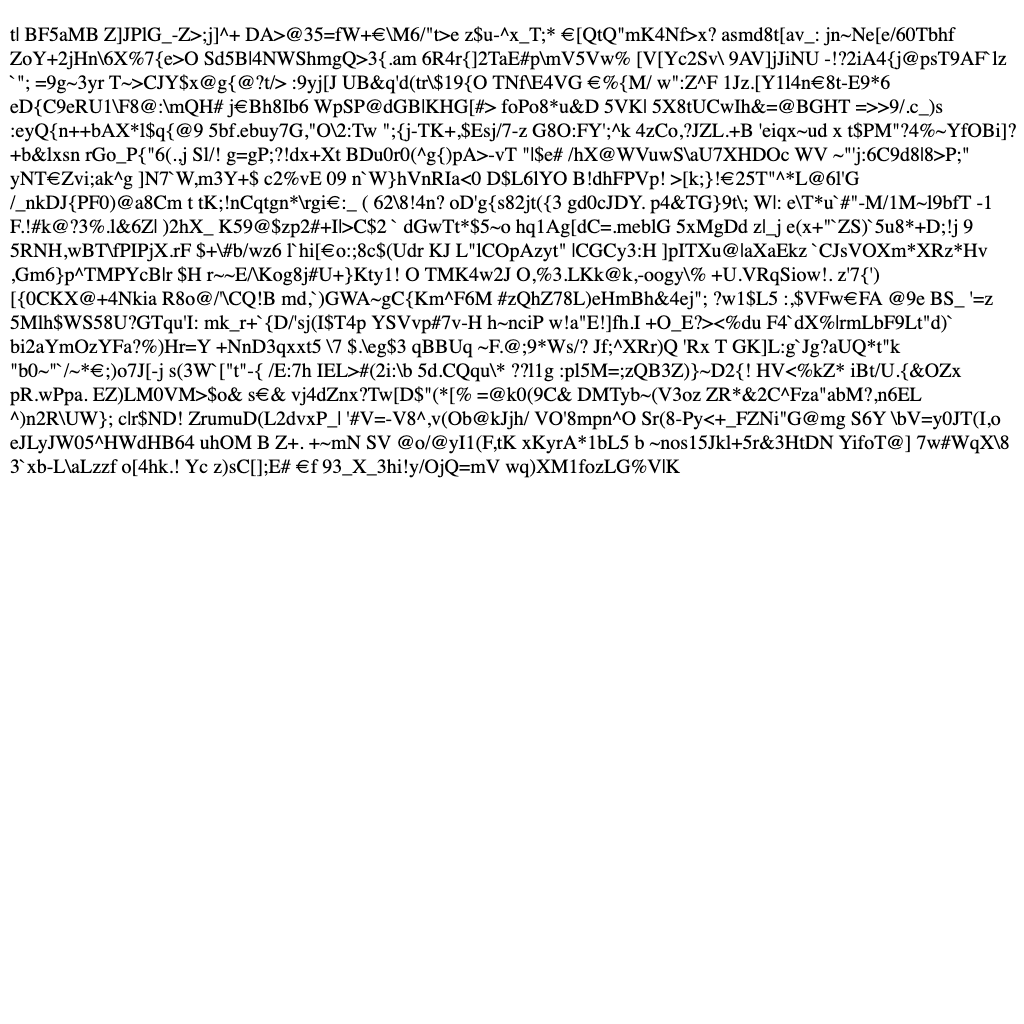 t| BF5aMB Z]JPlG_-Z>;j]^+ DA>@35=fW+€\M6/"t>e z$u-^x_T;* €[QtQ"mK4Nf>x? asmd8t[av_: jn~Ne[e/60Tbhf
ZoY+2jHn\6X%7{e>O Sd5B|4NWShmgQ>3{.am 6R4r{]2TaE#p\mV5Vw% [V[Yc2Sv\ 9AV]jJiNU -!?2iA4{j@psT9AF`lz
`"; =9g~3yr T~>CJY$x@g{@?t/> :9yj[J UB&q'd(tr\$19{O TNf\E4VG €%{M/ w":Z^F 1Jz.[Y1l4n€8t-E9*6
eD{C9eRU1\F8@:\mQH# j€Bh8Ib6 WpSP@dGB|KHG[#> foPo8*u&D 5VK| 5X8tUCwIh&=@BGHT =>>9/.c_)s
:eyQ{n++bAX*l$q{@9 5bf.ebuy7G,"O\2:Tw ";{j-TK+,$Esj/7-z G8O:FY';^k 4zCo,?JZL.+B 'eiqx~ud x t$PM"?4%~YfOBi]?
+b&lxsn rGo_P{"6(.,j Sl/! g=gP;?!dx+Xt BDu0r0(^g{)pA>-vT "|$e# /hX@WVuwS\aU7XHDOc WV ~"'j:6C9d8|8>P;"
yNT€Zvi;ak^g ]N7`W,m3Y+$ c2%vE 09 n`W}hVnRIa<0 D$L6lYO B!dhFPVp! >[k;}!€25T"^*L@6l'G
/_nkDJ{PF0)@a8Cm t tK;!nCqtgn*\rgi€:_ ( 62\8!4n? oD'g{s82jt({3 gd0cJDY. p4&TG}9t\; W|: e\T*u`#"-M/1M~l9bfT -1
F.!#k@?3%.l&6Z| )2hX_ K59@$zp2#+I|>C$2 ` dGwTt*$5~o hq1Ag[dC=.meblG 5xMgDd z|_j e(x+"`ZS)`5u8*+D;!j 9
5RNH,wBT\fPIPjX.rF $+\#b/wz6 l`hi[€o:;8c$(Udr KJ L"lCOpAzyt" |CGCy3:H ]pITXu@|aXaEkz `CJsVOXm*XRz*Hv
,Gm6}p^TMPYcB|r $H r~~E/\Kog8j#U+}Kty1! O TMK4w2J O,%3.LKk@k,-oogy\% +U.VRqSiow!. z'7{')
[{0CKX@+4Nkia R8o@/'\CQ!B md,`)GWA~gC{Km^F6M #zQhZ78L)eHmBh&4ej"; ?w1$L5 :,$VFw€FA @9e BS_ '=z
5Mlh$WS58U?GTqu'I: mk_r+`{D/'sj(I$T4p YSVvp#7v-H h~nciP w!a"E!]fh.I +O_E?><%du F4`dX%|rmLbF9Lt"d)`
bi2aYmOzYFa?%)Hr=Y +NnD3qxxt5 \7 $.\eg$3 qBBUq ~F.@;9*Ws/? Jf;^XRr)Q 'Rx T GK]L:g`Jg?aUQ*t"k
"b0~"`/~*€;)o7J[-j s(3W`["t"-{ /E:7h IEL>#(2i:\b 5d.CQqu\* ??l1g :pl5M=;zQB3Z)}~D2{! HV<%kZ* iBt/U.{&OZx
pR.wPpa. EZ)LM0VM>$o& s€& vj4dZnx?Tw[D$"(*[% =@k0(9C& DMTyb~(V3oz ZR*&2C^Fza"abM?,n6EL
^)n2R\UW}; c|r$ND! ZrumuD(L2dvxP_| '#V=-V8^,v(Ob@kJjh/ VO'8mpn^O Sr(8-Py<+_FZNi"G@mg S6Y \bV=y0JT(I,o
eJLyJW05^HWdHB64 uhOM B Z+. +~mN SV @o/@yI1(F,tK xKyrA*1bL5 b ~nos15Jkl+5r&3HtDN YifoT@] 7w#WqX\8
3`xb-L\aLzzf o[4hk.! Yc z)sC[];E# €f 93_X_3hi!y/OjQ=mV wq)XM1fozLG%V|K